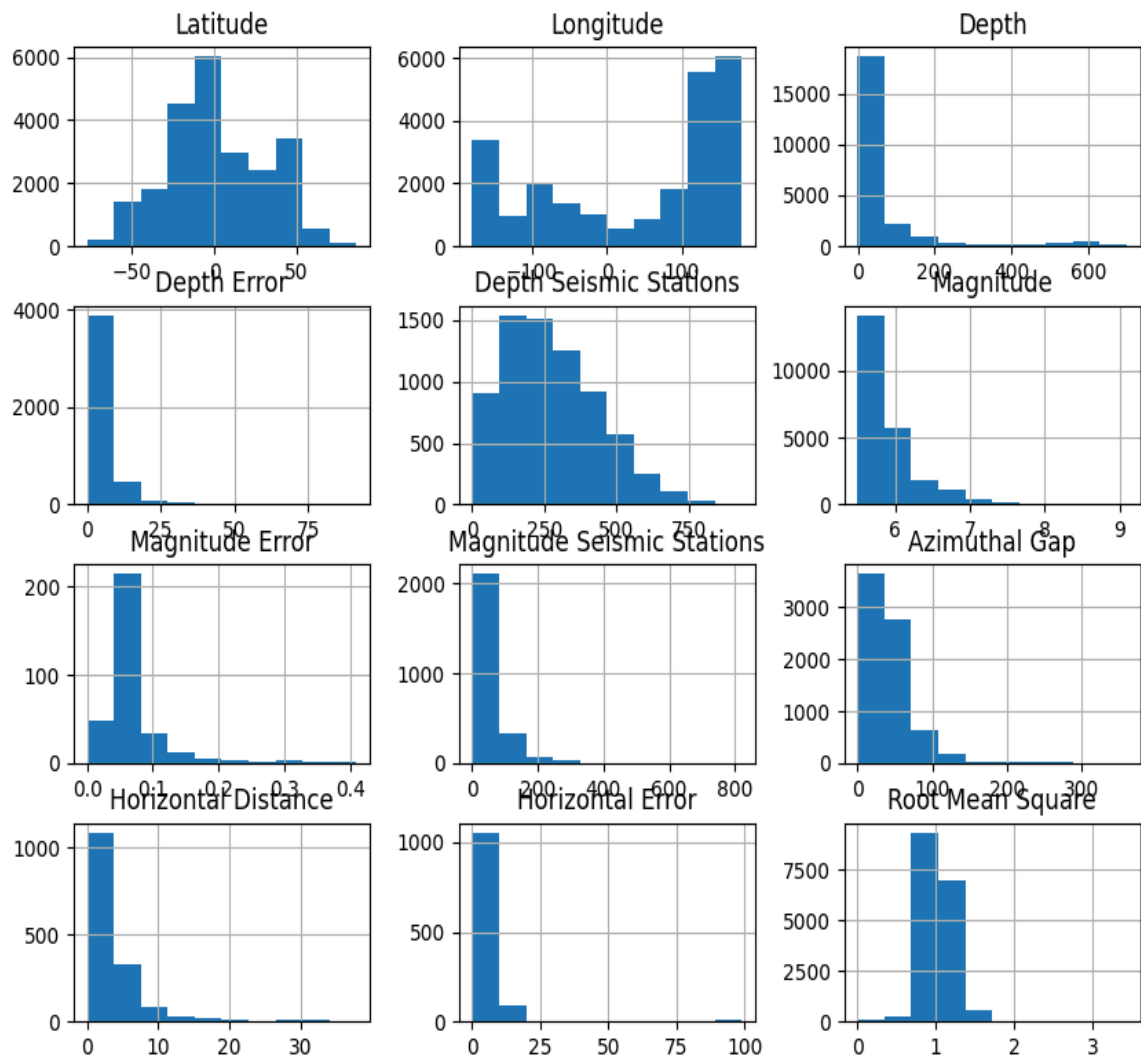 Latitude Longitude Depth
6000 4000 2000 0
−50 0 50
6000 4000 2000 0
−100 0 100
15000 10000 5000 0
0 200 400 600
Depth Error Depth Seismic Stations Magnitude
4000 2000 0
0 25 50 75
1500 1000 500 0
0 250 500 750
10000 5000 0
6 7 8 9
Magnitude Error Magnitude Seismic Stations Azimuthal Gap
200 100 0
0.0 0.1 0.2 0.3 0.4
2000 1000 0
0 200 400 600 800
3000 2000 1000 0
0 100 200 300
Horizontal Distance Horizontal Error Root Mean Square
1000 500 0
0 10 20 30
1000 500 0
0 25 50 75 100
7500 5000 2500 0
0 1 2 3